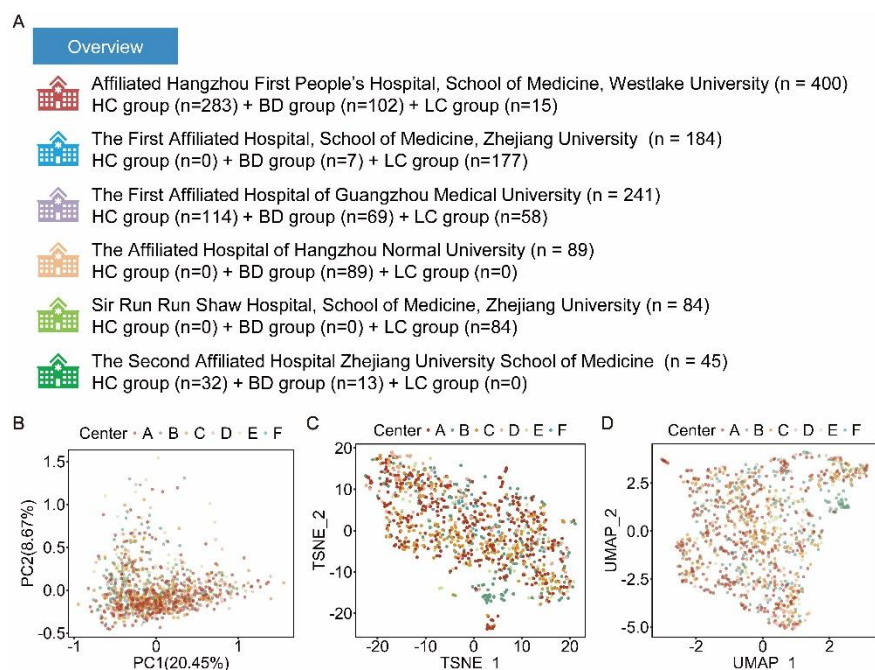 A
Overview
Affiliated Hangzhou First People's Hospital, School of Medicine, Westlake University (n = 400)
HC group (n=283) + BD group (n=102) + LC group (n=15)
The First Affiliated Hospital, School of Medicine, Zhejiang University (n = 184)
HC group (n=0) + BD group (n=7) + LC group (n=177)
The First Affiliated Hospital of Guangzhou Medical University (n = 241)
HC group (n=114) + BD group (n=69) + LC group (n=58)
The Affiliated Hospital of Hangzhou Normal University (n = 89)
HC group (n=0) + BD group (n=89) + LC group (n=0)
Sir Run Run Shaw Hospital, School of Medicine, Zhejiang University (n = 84)
HC group (n=0) + BD group (n=0) + LC group (n=84)
The Second Affiliated Hospital Zhejiang University School of Medicine (n = 45)
HC group (n=32) + BD group (n=13) + LC group (n=0)
B
Center A B C D E F
1.5
1.0
0.5
0.0
-0.5
PC2(8.67%)
-1 0 1
PC1(20.45%)
C
Center A B C D E F
20
10
0
-10
-20
TSNE_2
-20 -10 0 10 20
TSNE_1
D
Center A B C D E F
2.5
0.0
-2.5
-5.0
UMAP_2
-2 0 2
UMAP_1